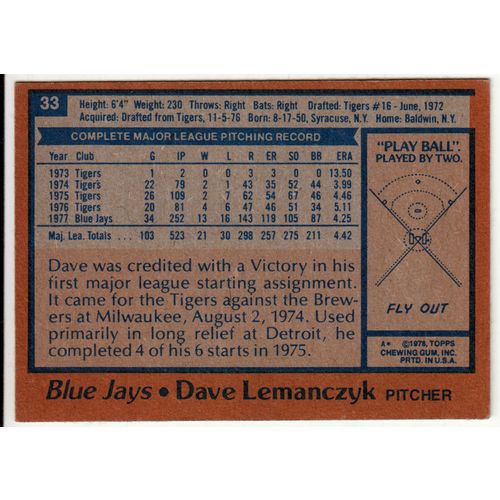 33
Height: 6'4" Weight: 230 Throws: Right Bats: Right Drafted: Tigers #16 - June, 1972
Acquired: Drafted from Tigers, 11-5-76 Born: 8-17-50, Syracuse, N.Y. Home: Baldwin, N.Y.
COMPLETE MAJOR LEAGUE PITCHING RECORD
Year Club G IP W L R ER SO BB ERA
1973 Tigers 1 2 0 0 3 3 0 0 13.50
1974 Tigers 22 79 2 1 43 35 52 44 3.99
1975 Tigers 26 109 2 7 62 54 67 46 4.46
1976 Tigers 20 81 4 6 47 46 51 34 5.11
1977 Blue Jays 34 252 13 16 143 119 105 87 4.25
Maj. Lea. Totals 103 523 21 30 298 257 275 211 4.42
Dave was credited with a Victory in his
first major league starting assignment.
It came for the Tigers against the Brew-
ers at Milwaukee, August 2, 1974. Used
primarily in long relief at Detroit, he
completed 4 of his 6 starts in 1975.
"PLAY BALL"
PLAYED BY TWO.
FLY OUT
A* ©1978, TOPPS
CHEWING GUM, INC.
PRTD. IN U.S.A.
Blue Jays • Dave Lemanczyk PITCHER